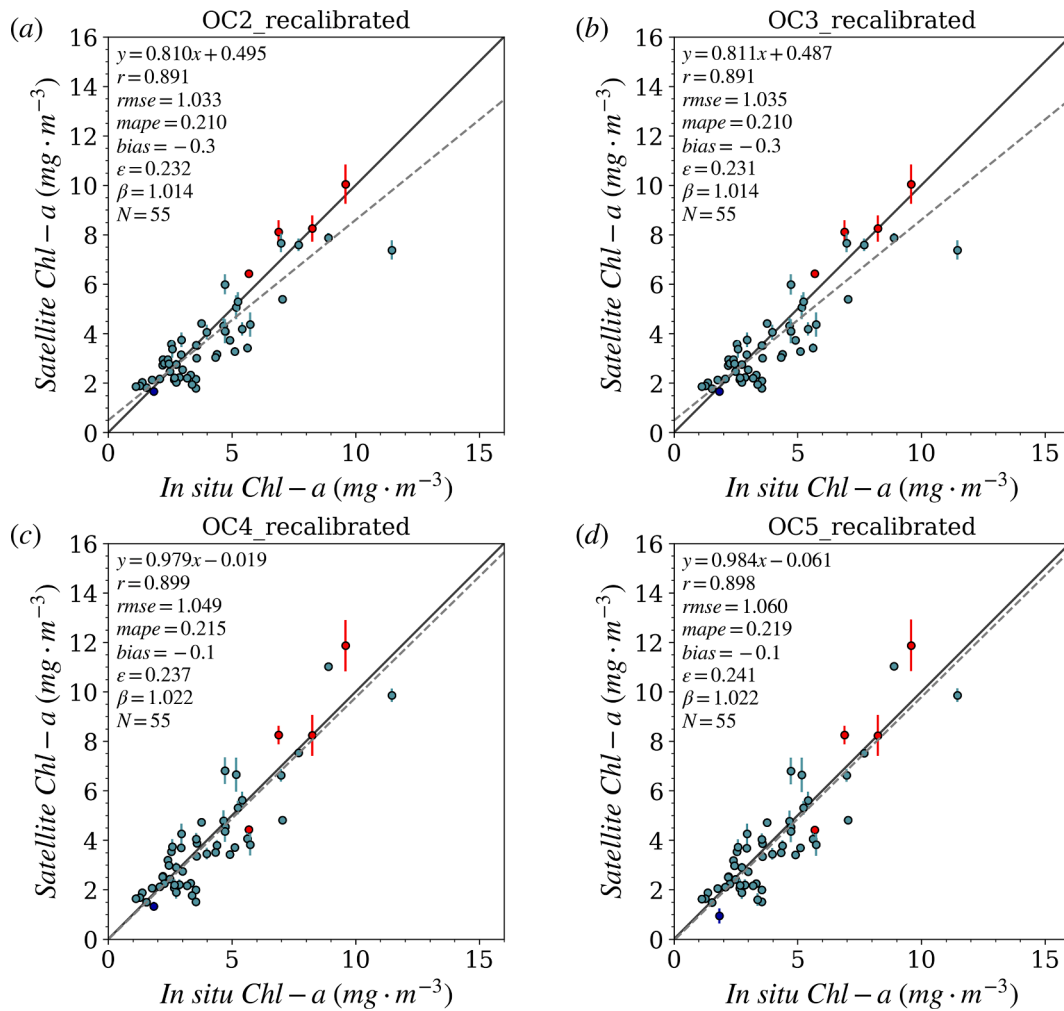 (a)
OC2_recalibrated
16
14
12
10
8
6
4
2
0
y = 0.810x + 0.495
r = 0.891
rmse = 1.033
mape = 0.210
bias = −0.3
ε = 0.232
β = 1.014
N = 55
Satellite Chl − a (mg · m⁻³)
0 5 10 15
In situ Chl − a (mg · m⁻³)
(b)
OC3_recalibrated
16
14
12
10
8
6
4
2
0
y = 0.811x + 0.487
r = 0.891
rmse = 1.035
mape = 0.210
bias = −0.3
ε = 0.231
β = 1.014
N = 55
Satellite Chl − a (mg · m⁻³)
0 5 10 15
In situ Chl − a (mg · m⁻³)
(c)
OC4_recalibrated
16
14
12
10
8
6
4
2
0
y = 0.979x − 0.019
r = 0.899
rmse = 1.049
mape = 0.215
bias = −0.1
ε = 0.237
β = 1.022
N = 55
Satellite Chl − a (mg · m⁻³)
0 5 10 15
In situ Chl − a (mg · m⁻³)
(d)
OC5_recalibrated
16
14
12
10
8
6
4
2
0
y = 0.984x − 0.061
r = 0.898
rmse = 1.060
mape = 0.219
bias = −0.1
ε = 0.241
β = 1.022
N = 55
Satellite Chl − a (mg · m⁻³)
0 5 10 15
In situ Chl − a (mg · m⁻³)